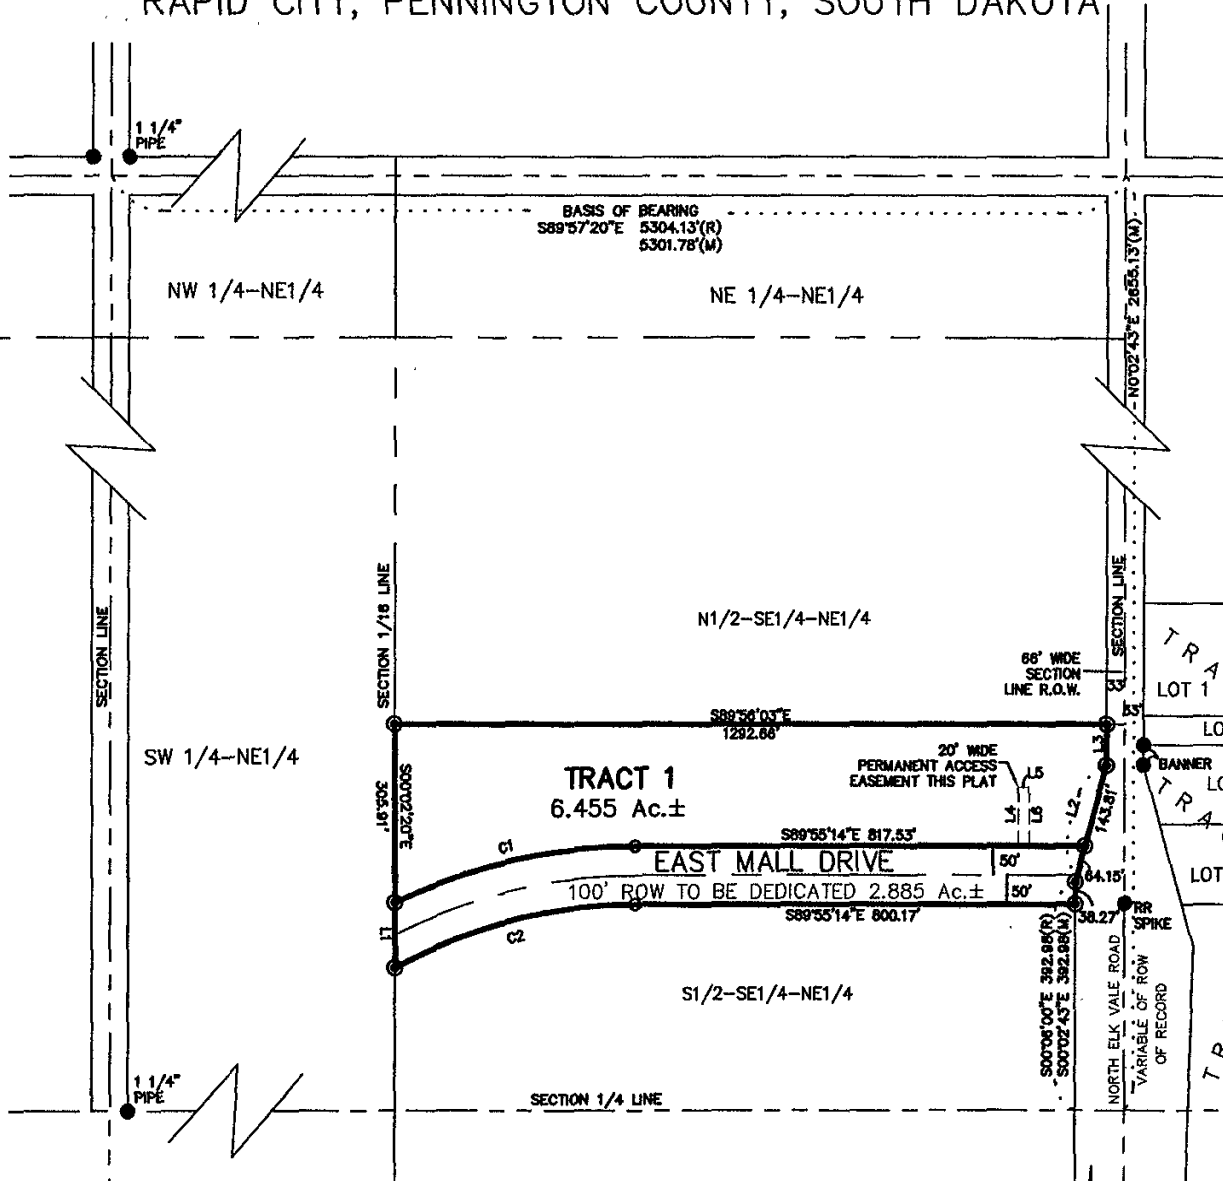 RAPID CITY, PENNINGTON COUNTY, SOUTH DAKOTA
1 1/4"
PIPE
BASIS OF BEARING
S89°57'20"E 5304.13'(R)
5301.78'(M)
NW 1/4-NE1/4
NE 1/4-NE1/4
N0°02'43"E 2655.13'(M)
SECTION LINE
SECTION 1/16 LINE
SECTION LINE
N1/2-SE1/4-NE1/4
66' WIDE
SECTION
LINE R.O.W.
33'
33'
LOT 1
S89°56'03"E
1292.66'
SW 1/4-NE1/4
S00°02'20"E
305.91'
TRACT 1
6.455 Ac.±
20' WIDE
PERMANENT ACCESS
EASEMENT THIS PLAT
L5
L4
L6
L3
L2
143.81'
BANNER
C1
S89°55'14"E 817.53'
EAST MALL DRIVE
50'
100' ROW TO BE DEDICATED 2.885 Ac.±
50'
64.15'
LOT
S89°55'14"E 800.17'
38.27'
RR
SPIKE
L1
C2
S1/2-SE1/4-NE1/4
S00°06'00"E 392.98(R)
S00°02'43"E 392.98(M)
NORTH ELK VALE ROAD
VARIABLE OF ROW
OF RECORD
1 1/4"
PIPE
SECTION 1/4 LINE